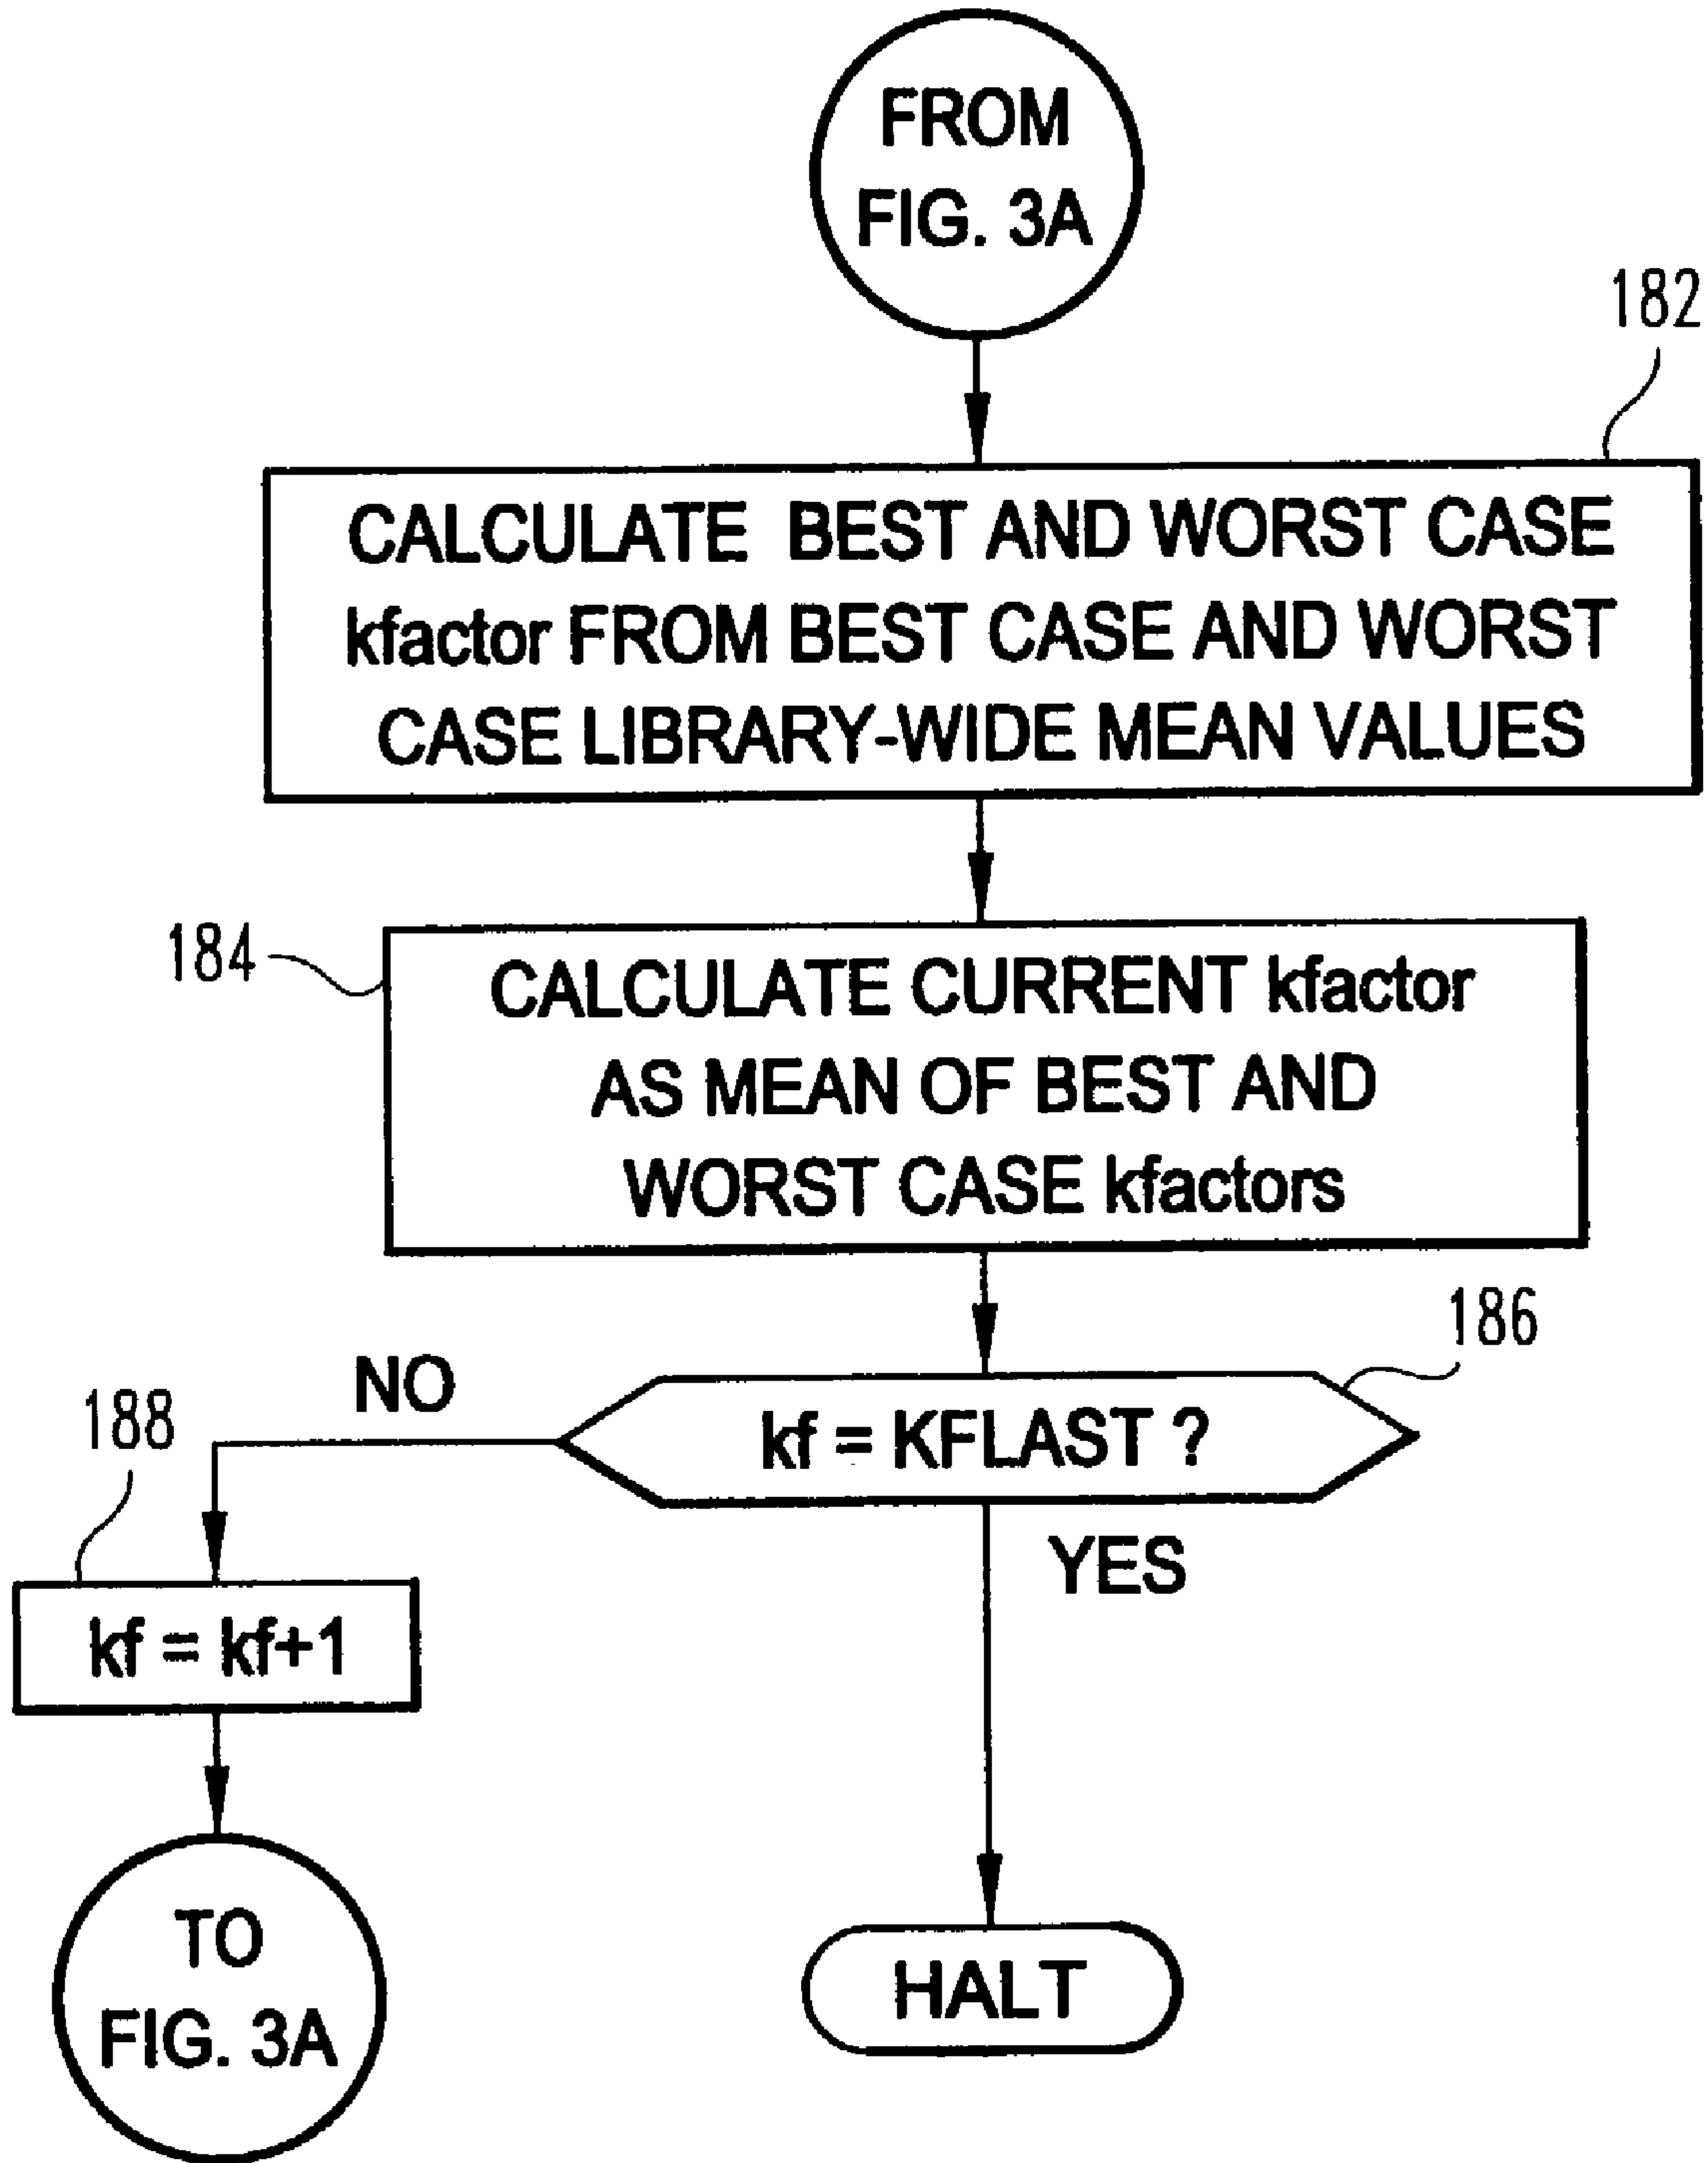 FROM
FIG. 3A
182
CALCULATE BEST AND WORST CASE
kfactor FROM BEST CASE AND WORST
CASE LIBRARY-WIDE MEAN VALUES
184
CALCULATE CURRENT kfactor
AS MEAN OF BEST AND
WORST CASE kfactors
186
kf = KFLAST ?
NO
YES
188
kf = kf+1
TO
FIG. 3A
HALT